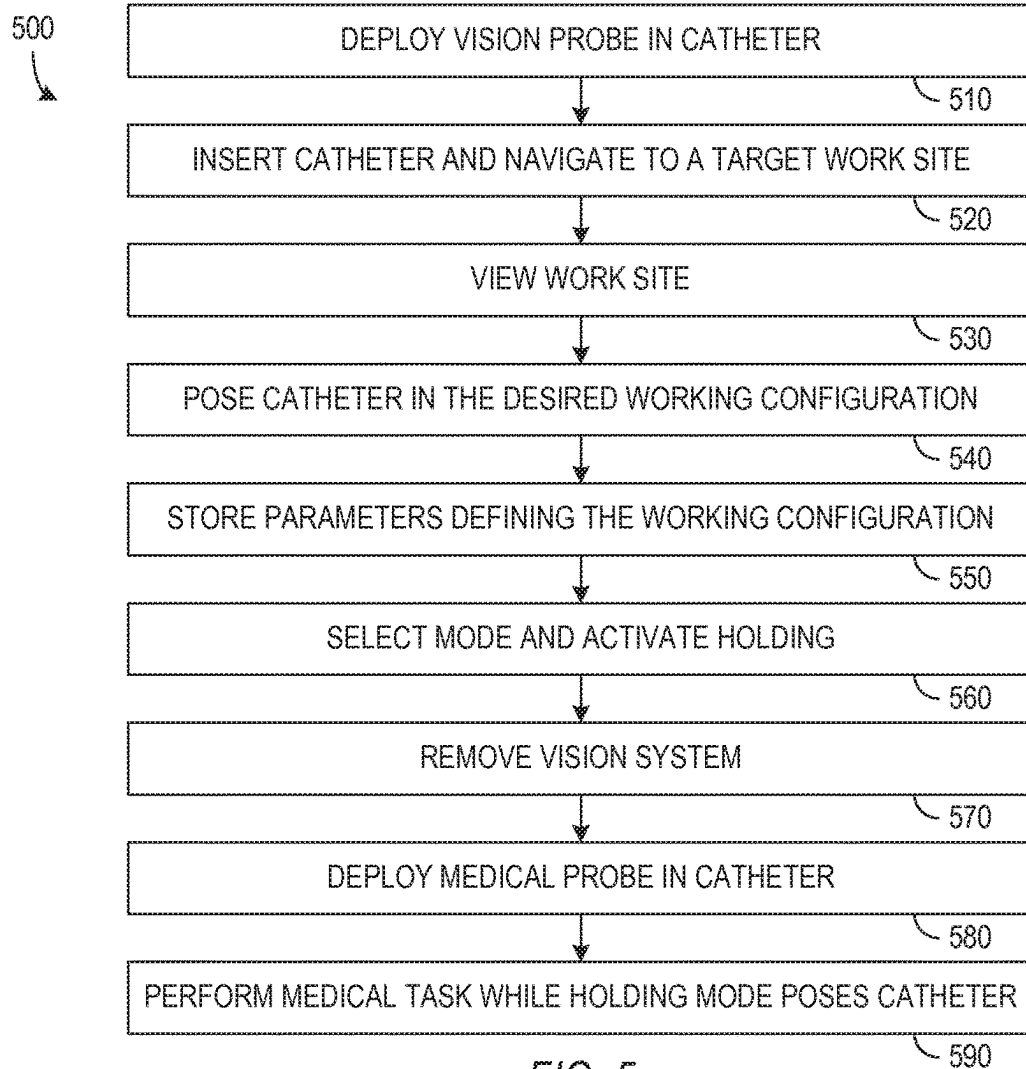 500
DEPLOY VISION PROBE IN CATHETER
510
INSERT CATHETER AND NAVIGATE TO A TARGET WORK SITE
520
VIEW WORK SITE
530
POSE CATHETER IN THE DESIRED WORKING CONFIGURATION
540
STORE PARAMETERS DEFINING THE WORKING CONFIGURATION
550
SELECT MODE AND ACTIVATE HOLDING
560
REMOVE VISION SYSTEM
570
DEPLOY MEDICAL PROBE IN CATHETER
580
PERFORM MEDICAL TASK WHILE HOLDING MODE POSES CATHETER
590
FIG. 5